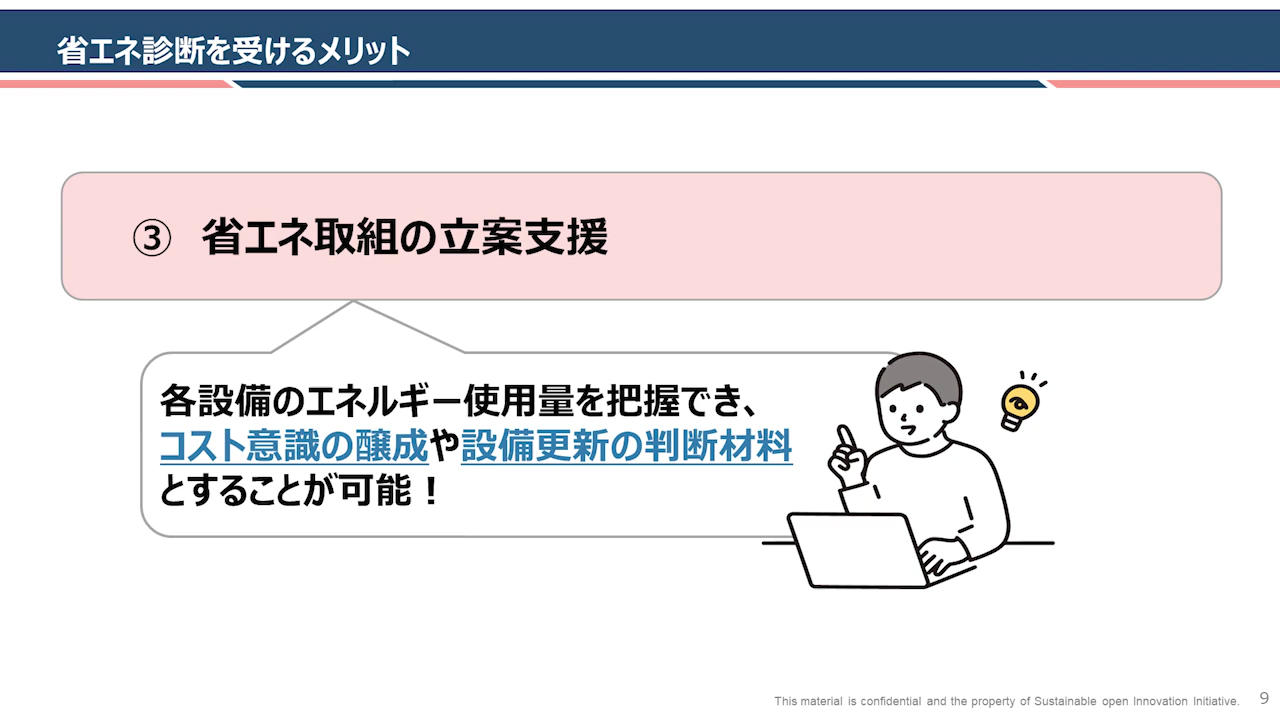 省エネ診断を受けるメリット
③ 省エネ取組の立案支援
各設備のエネルギー使用量を把握でき、
コスト意識の醸成や設備更新の判断材料
とすることが可能！
This material is confidential and the property of Sustainable open Innovation Initiative. 9